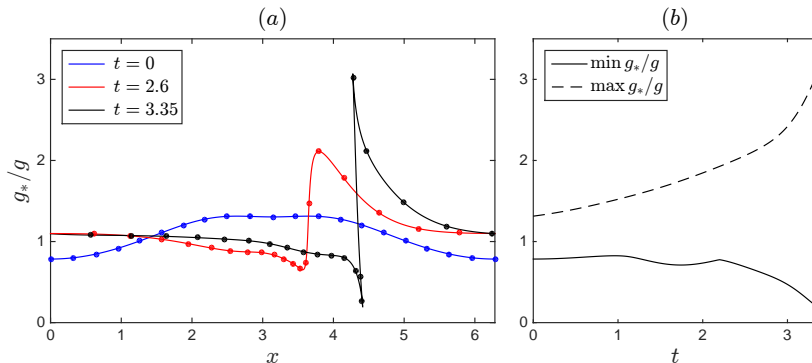 (a)
(b)
t = 0
t = 2.6
t = 3.35
g*/g
3
2
1
0
0 1 2 3 4 5 6
x
min g*/g
max g*/g
3
2
1
0
0 1 2 3
t